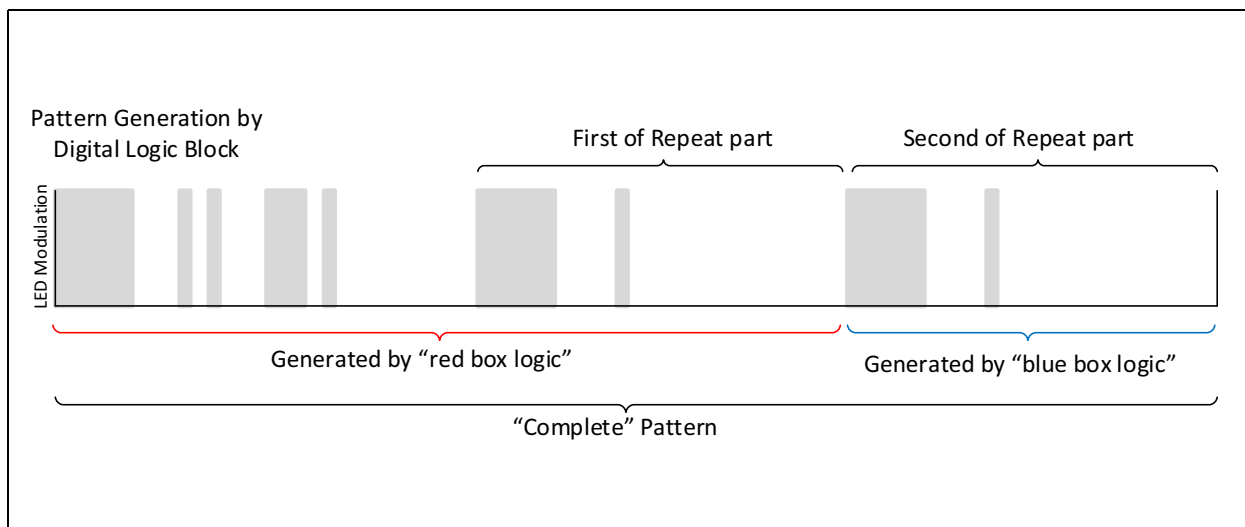 Pattern Generation by
Digital Logic Block
First of Repeat part
Second of Repeat part
LED Modulation
Generated by “red box logic”
Generated by “blue box logic”
“Complete” Pattern